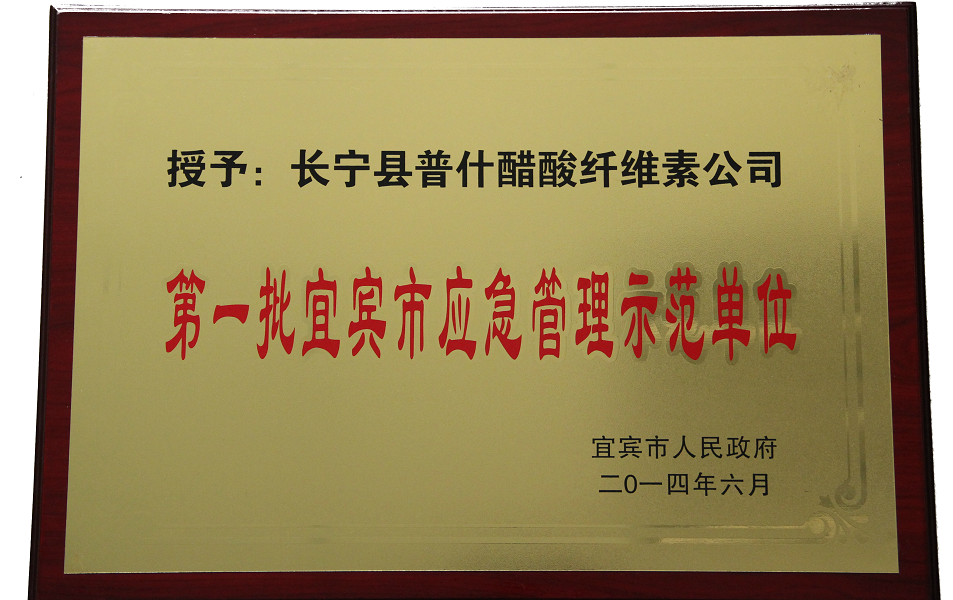 授予：长宁县普什醋酸纤维素公司
第一批宜宾市应急管理示范单位
宜宾市人民政府
二0一四年六月